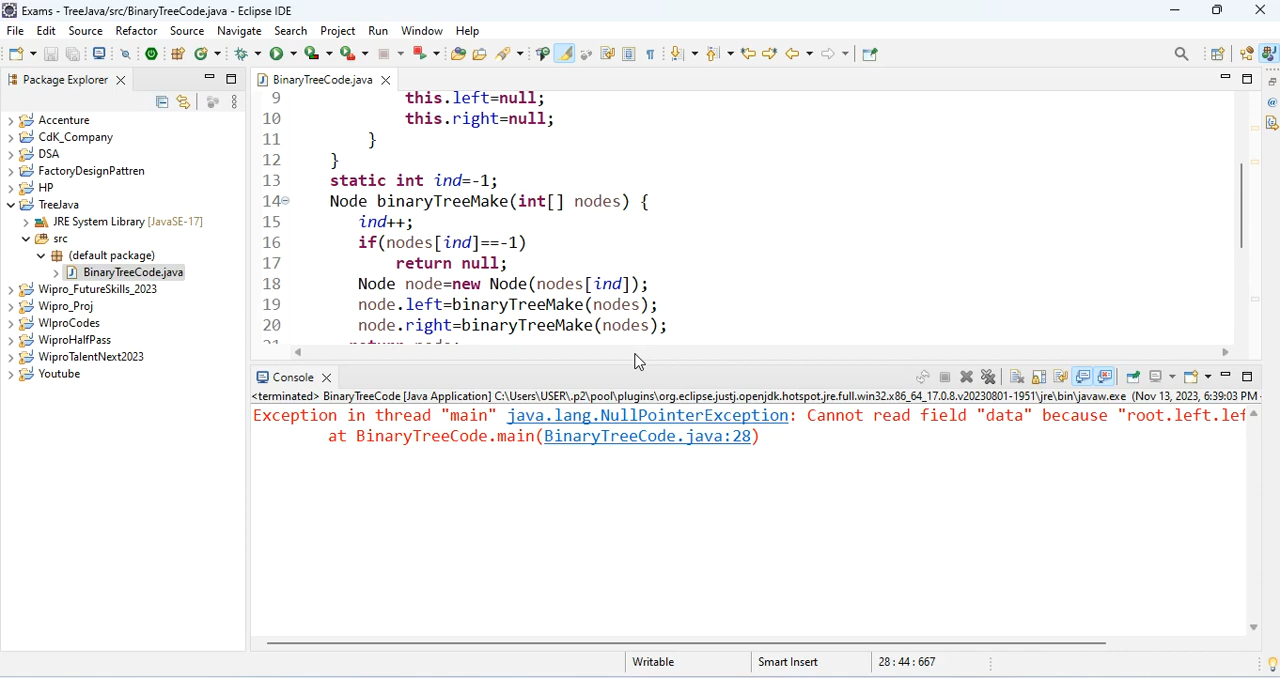 Exams - TreeJava/src/BinaryTreeCode.java - Eclipse IDE
File Edit Source Refactor Source Navigate Search Project Run Window Help
Package Explorer
Accenture
CdK_Company
DSA
FactoryDesignPattren
HP
TreeJava
JRE System Library [JavaSE-17]
src
(default package)
BinaryTreeCode.java
Wipro_FutureSkills_2023
Wipro_Proj
WIproCodes
WiproHalfPass
WiproTalentNext2023
Youtube
BinaryTreeCode.java
9 this.left=null;
10 this.right=null;
11 }
12 }
13 static int ind=-1;
14 Node binaryTreeMake(int[] nodes) {
15 ind++;
16 if(nodes[ind]==-1)
17 return null;
18 Node node=new Node(nodes[ind]);
19 node.left=binaryTreeMake(nodes);
20 node.right=binaryTreeMake(nodes);
Console
<terminated> BinaryTreeCode [Java Application] C:\Users\USER\.p2\pool\plugins\org.eclipse.justj.openjdk.hotspot.jre.full.win32.x86_64_17.0.8.v20230801-1951\jre\bin\javaw.exe (Nov 13, 2023, 6:39:03 PM
Exception in thread "main" java.lang.NullPointerException: Cannot read field "data" because "root.left.lef
at BinaryTreeCode.main(BinaryTreeCode.java:28)
Writable Smart Insert 28 : 44 : 667